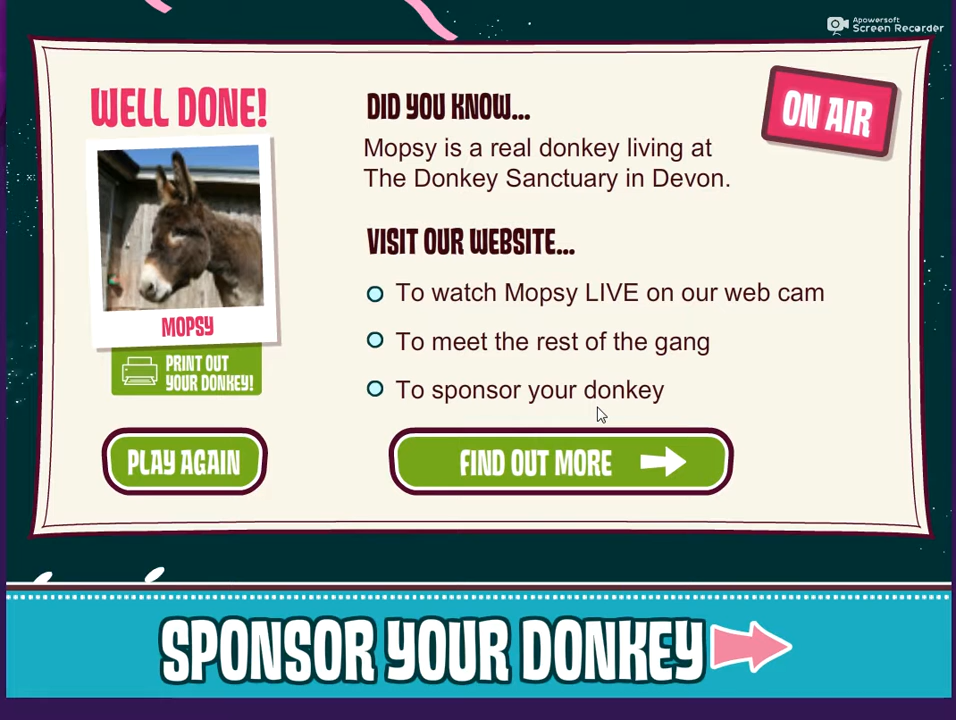 Apowersoft
Screen Recorder
WELL DONE!
MOPSY
PRINT OUT
YOUR DONKEY!
PLAY AGAIN
DID YOU KNOW...
Mopsy is a real donkey living at
The Donkey Sanctuary in Devon.
VISIT OUR WEBSITE...
To watch Mopsy LIVE on our web cam
To meet the rest of the gang
To sponsor your donkey
FIND OUT MORE
ON AIR
SPONSOR YOUR DONKEY